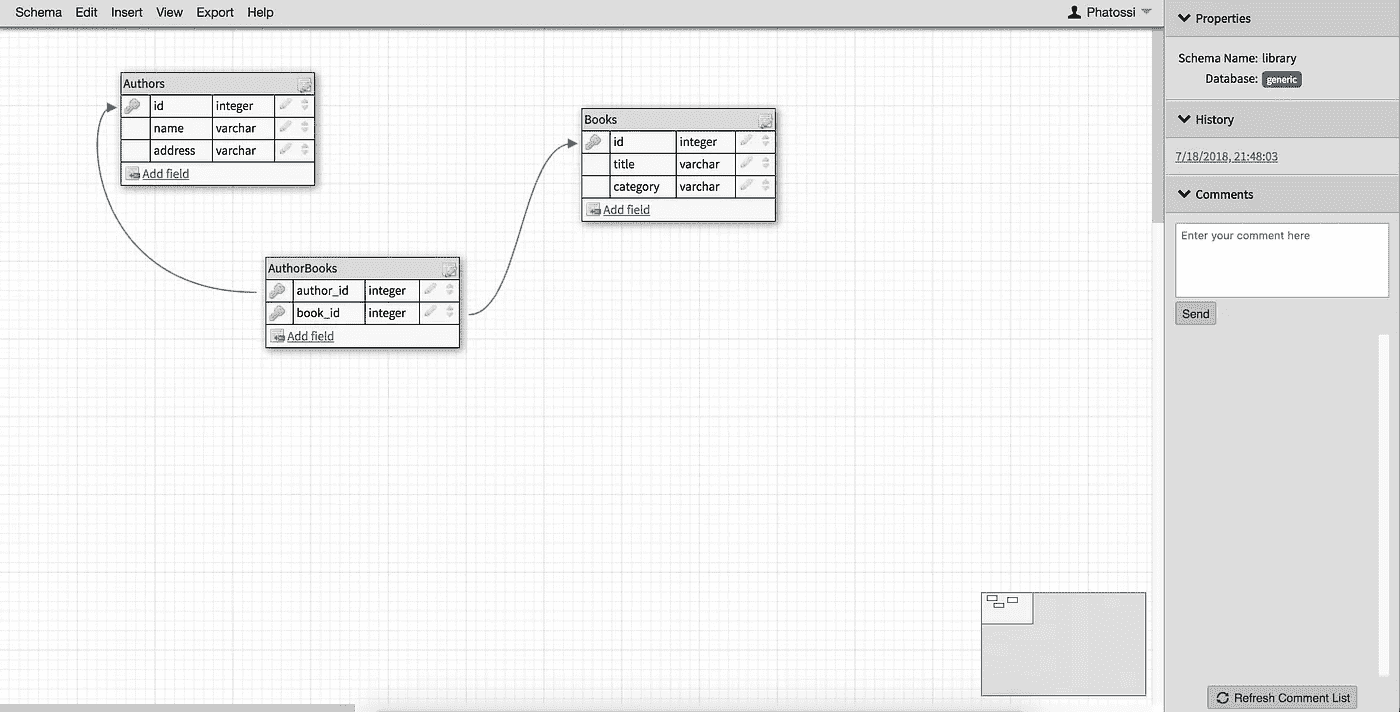 Schema Edit Insert View Export Help Phatossi
Authors
id integer
name varchar
address varchar
Add field
Books
id integer
title varchar
category varchar
Add field
AuthorBooks
author_id integer
book_id integer
Add field
Properties
Schema Name: library
Database: generic
History
7/18/2018, 21:48:03
Comments
Enter your comment here
Send
Refresh Comment List